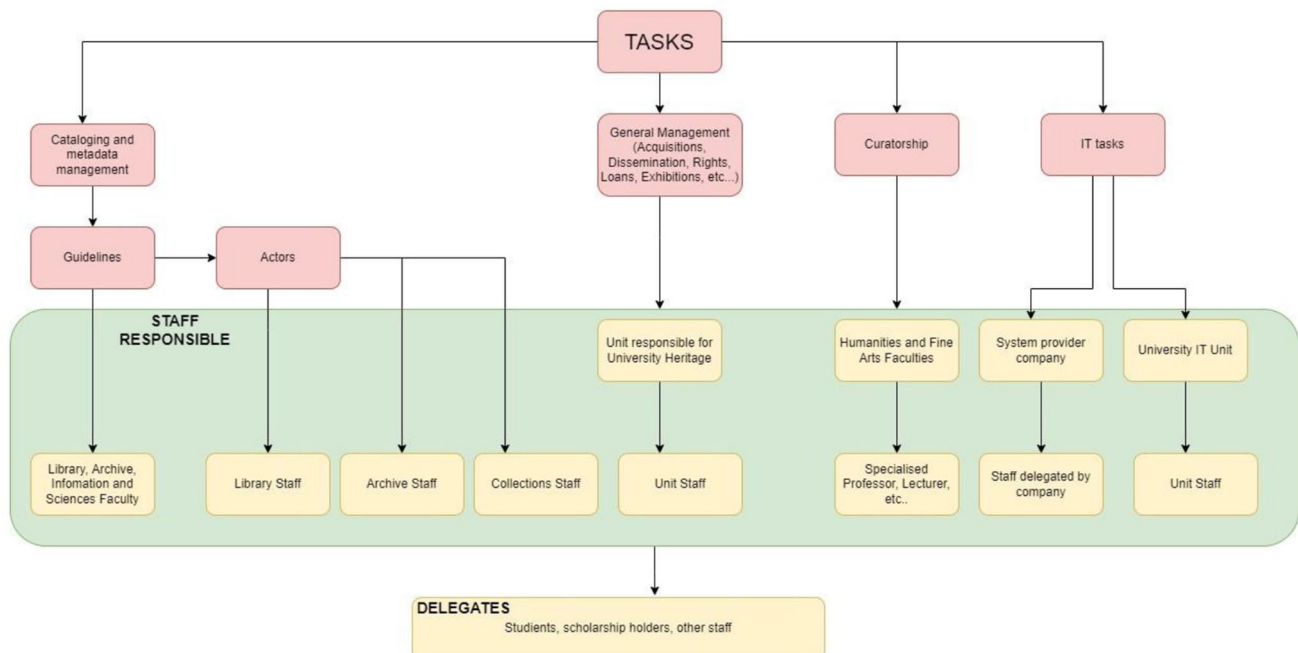 TASKS
Cataloging and
metadata
management
General Management
(Acquisitions,
Dissemination, Rights,
Loans, Exhibitions, etc...)
Curatorship
IT tasks
Guidelines
Actors
STAFF
RESPONSIBLE
Unit responsible for
University Heritage
Humanities and Fine
Arts Faculties
System provider
company
University IT Unit
Library, Archive,
Infomation and
Sciences Faculty
Library Staff
Archive Staff
Collections Staff
Unit Staff
Specialised
Professor, Lecturer,
etc..
Staff delegated by
company
Unit Staff
DELEGATES
Students, scholarship holders, other staff